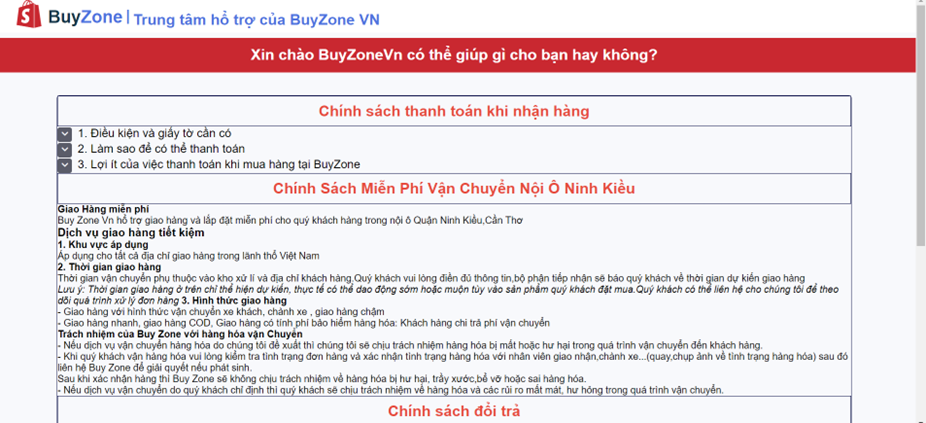 BuyZone | Trung tâm hồ trợ của BuyZone VN
Xin chào BuyZoneVn có thể giúp gì cho bạn hay không?
Chính sách thanh toán khi nhận hàng
1. Điều kiện và giấy tờ cần có
2. Làm sao để có thể thanh toán
3. Lợi ít của việc thanh toán khi mua hàng tại BuyZone
Chính Sách Miễn Phí Vận Chuyển Nội Ô Ninh Kiều
Giao Hàng miễn phí
Buy Zone Vn hồ trợ giao hàng và lắp đặt miễn phí cho quý khách hàng trong nội ô Quận Ninh Kiều,Cần Thơ
Dịch vụ giao hàng tiết kiệm
1. Khu vực áp dụng
Áp dụng cho tất cả địa chỉ giao hàng trong lãnh thổ Việt Nam
2. Thời gian giao hàng
Thời gian vận chuyển phụ thuộc vào kho xử lí và địa chỉ khách hàng,Quý khách vui lòng điền đủ thông tin,bộ phận tiếp nhận sẽ báo quý khách về thời gian dự kiến giao hàng
Lưu ý: Thời gian giao hàng ở trên chỉ thể hiện dự kiến, thực tế có thể dao động sớm hoặc muộn tùy vào sản phẩm quý khách đặt mua.Quý khách có thể liên hệ cho chúng tôi để theo
dõi quá trình xử lý đơn hàng 3. Hình thức giao hàng
- Giao hàng với hình thức vận chuyển xe khách, chành xe , giao hàng chậm
- Giao hàng nhanh, giao hàng COD, Giao hàng có tính phí bảo hiểm hàng hóa: Khách hàng chi trả phí vận chuyển
Trách nhiệm của Buy Zone với hàng hóa vận Chuyển
- Nếu dịch vụ vận chuyển hàng hóa do chúng tôi đề xuất thì chúng tôi sẽ chịu trách nhiệm hàng hóa bị mất hoặc hư hại trong quá trình vận chuyển đến khách hàng.
- Khi quý khách vận hàng hóa vui lòng kiểm tra tình trạng đơn hàng và xác nhận tình trạng hàng hóa với nhân viên giao nhận,chành xe...(quay,chụp ảnh về tình trạng hàng hóa) sau đó
liên hệ Buy Zone để giải quyết nếu phát sinh.
Sau khi xác nhận hàng thì Buy Zone sẽ không chịu trách nhiệm về hàng hóa bị hư hại, trầy xước,bể vỡ hoặc sai hàng hóa.
- Nếu dịch vụ vận chuyển do quý khách chỉ định thì quý khách sẽ chịu trách nhiệm về hàng hóa và các rủi ro mất mát, hư hỏng trong quá trình vận chuyển.
Chính sách đổi trả